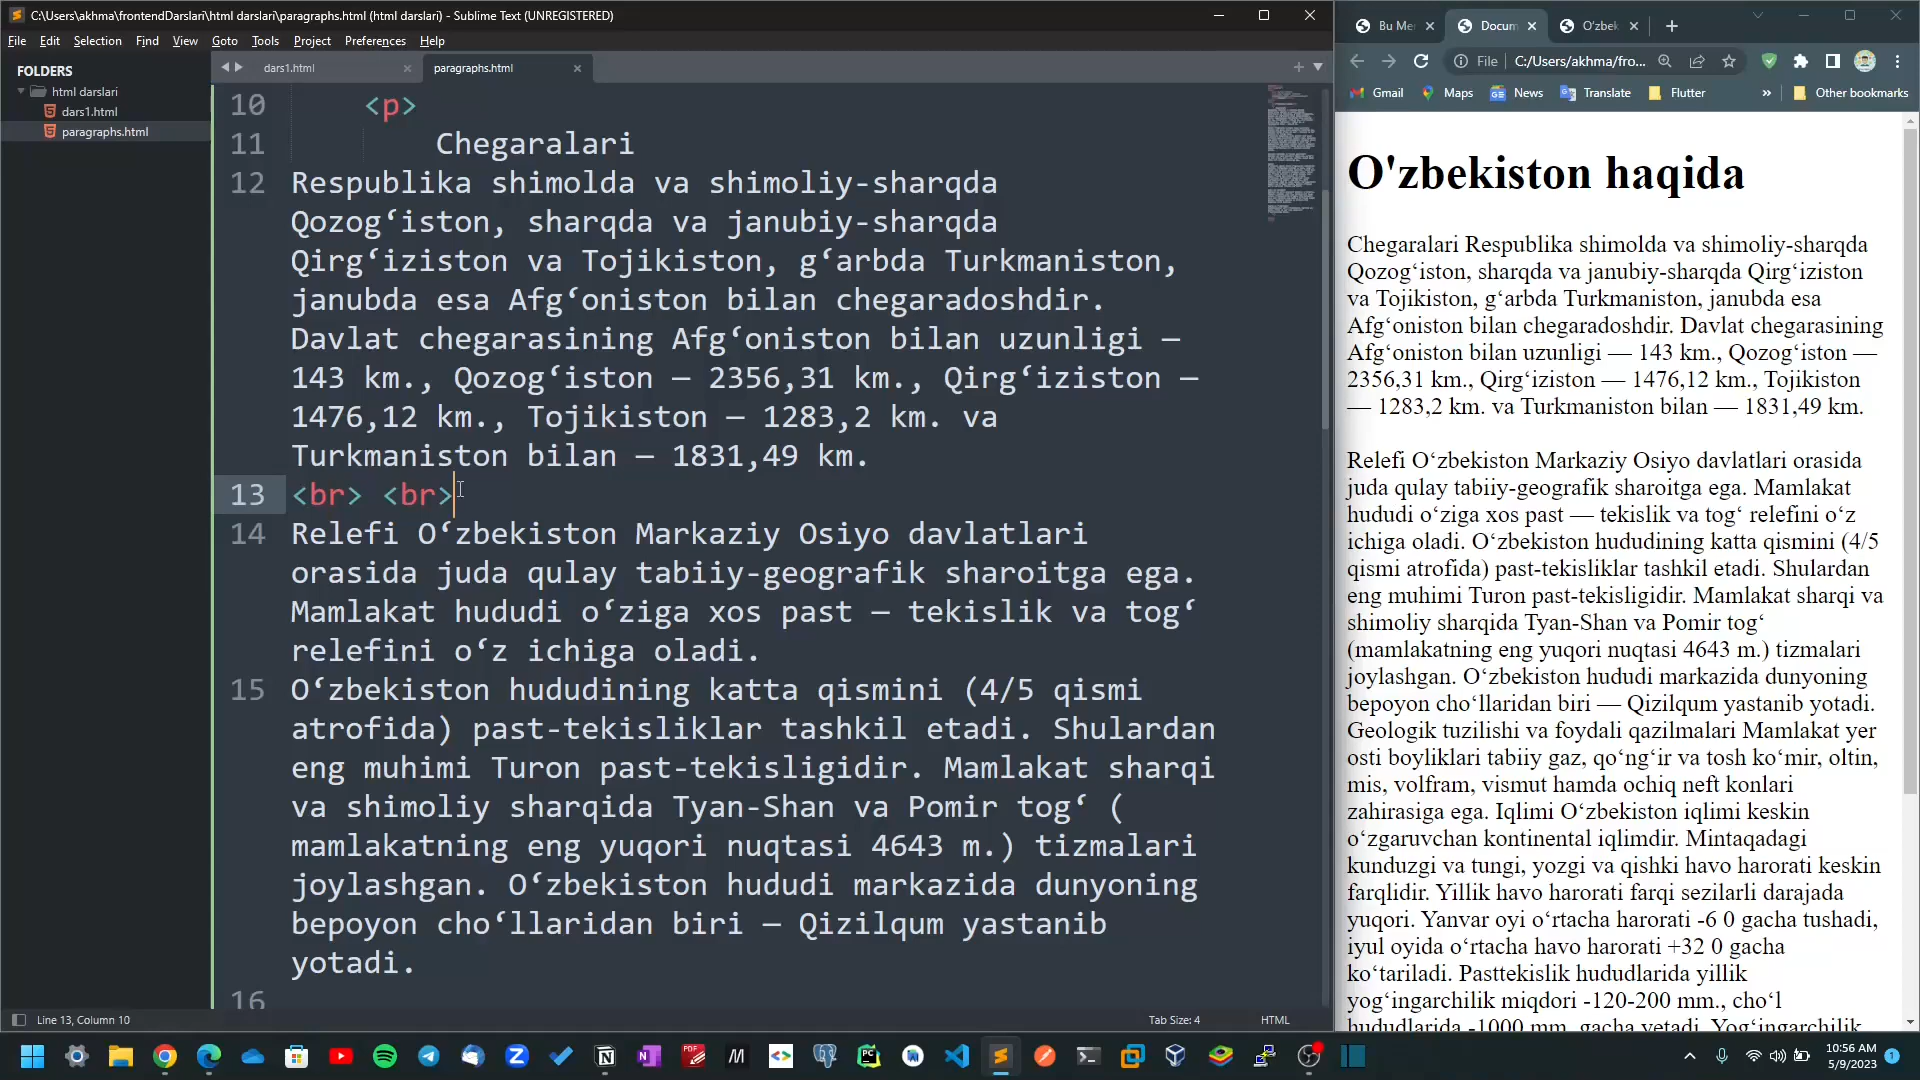 C:\Users\akhma\frontendDarslari\html darslari\paragraphs.html (html darslari) - Sublime Text (UNREGISTERED)
File Edit Selection Find View Goto Tools Project Preferences Help
FOLDERS
html darslari
dars1.html
paragraphs.html
dars1.html
paragraphs.html
10 <p>
11 Chegaralari
12 Respublika shimolda va shimoliy-sharqda
Qozog‘iston, sharqda va janubiy-sharqda
Qirg‘iziston va Tojikiston, g‘arbda Turkmaniston,
janubda esa Afg‘oniston bilan chegaradoshdir.
Davlat chegarasining Afg‘oniston bilan uzunligi —
143 km., Qozog‘iston — 2356,31 km., Qirg‘iziston —
1476,12 km., Tojikiston — 1283,2 km. va
Turkmaniston bilan — 1831,49 km.
13 <br> <br>
14 Relefi O‘zbekiston Markaziy Osiyo davlatlari
orasida juda qulay tabiiy-geografik sharoitga ega.
Mamlakat hududi o‘ziga xos past — tekislik va tog‘
relefini o‘z ichiga oladi.
15 O‘zbekiston hududining katta qismini (4/5 qismi
atrofida) past-tekisliklar tashkil etadi. Shulardan
eng muhimi Turon past-tekisligidir. Mamlakat sharqi
va shimoliy sharqida Tyan-Shan va Pomir tog‘ (
mamlakatning eng yuqori nuqtasi 4643 m.) tizmalari
joylashgan. O‘zbekiston hududi markazida dunyoning
bepoyon cho‘llaridan biri — Qizilqum yastanib
yotadi.
16
Line 13, Column 10
Tab Size: 4
HTML
Bu Me
Docum
O‘zbek
File
C:/Users/akhma/fro...
Gmail Maps News Translate Flutter » Other bookmarks
O'zbekiston haqida
Chegaralari Respublika shimolda va shimoliy-sharqda
Qozog‘iston, sharqda va janubiy-sharqda Qirg‘iziston
va Tojikiston, g‘arbda Turkmaniston, janubda esa
Afg‘oniston bilan chegaradoshdir. Davlat chegarasining
Afg‘oniston bilan uzunligi — 143 km., Qozog‘iston —
2356,31 km., Qirg‘iziston — 1476,12 km., Tojikiston
— 1283,2 km. va Turkmaniston bilan — 1831,49 km.
Relefi O‘zbekiston Markaziy Osiyo davlatlari orasida
juda qulay tabiiy-geografik sharoitga ega. Mamlakat
hududi o‘ziga xos past — tekislik va tog‘ relefini o‘z
ichiga oladi. O‘zbekiston hududining katta qismini (4/5
qismi atrofida) past-tekisliklar tashkil etadi. Shulardan
eng muhimi Turon past-tekisligidir. Mamlakat sharqi va
shimoliy sharqida Tyan-Shan va Pomir tog‘
(mamlakatning eng yuqori nuqtasi 4643 m.) tizmalari
joylashgan. O‘zbekiston hududi markazida dunyoning
bepoyon cho‘llaridan biri — Qizilqum yastanib yotadi.
Geologik tuzilishi va foydali qazilmalari Mamlakat yer
osti boyliklari tabiiy gaz, qo‘ng‘ir va tosh ko‘mir, oltin,
mis, volfram, vismut hamda ochiq neft konlari
zahirasiga ega. Iqlimi O‘zbekiston iqlimi keskin
o‘zgaruvchan kontinental iqlimdir. Mintaqadagi
kunduzgi va tungi, yozgi va qishki havo harorati keskin
farqlidir. Yillik havo harorati farqi sezilarli darajada
yuqori. Yanvar oyi o‘rtacha harorati -6 0 gacha tushadi,
iyul oyida o‘rtacha havo harorati +32 0 gacha
ko‘tariladi. Pasttekislik hududlarida yillik
yog‘ingarchilik miqdori -120-200 mm., cho‘l
hududlarida -1000 mm. gacha yetadi. Yog‘ingarchilik
10:56 AM
5/9/2023